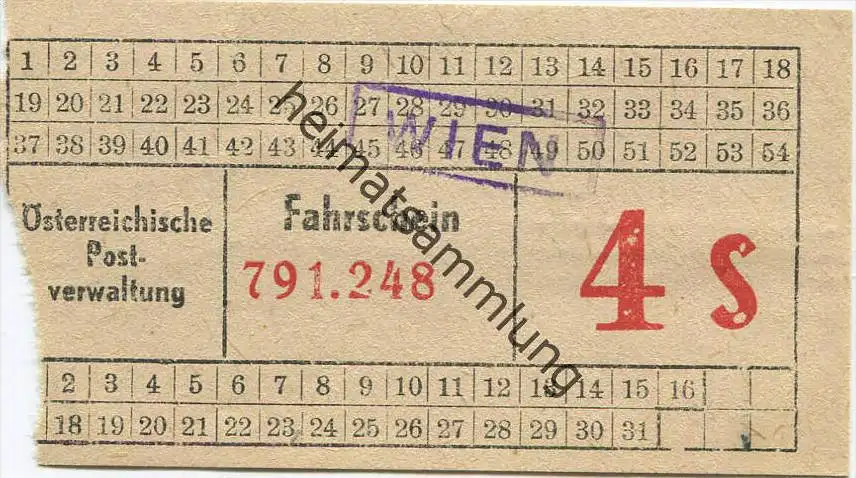 1 2 3 4 5 6 7 8 9 10 11 12 13 14 15 16 17 18
19 20 21 22 23 24 25 26 27 28 29 30 31 32 33 34 35 36
37 38 39 40 41 42 43 44 45 46 47 48 49 50 51 52 53 54
WIEN
Österreichische
Post-
verwaltung
Fahrschein
791.248
4 S
heimatsammlung
2 3 4 5 6 7 8 9 10 11 12 13 14 15 16
18 19 20 21 22 23 24 25 26 27 28 29 30 31